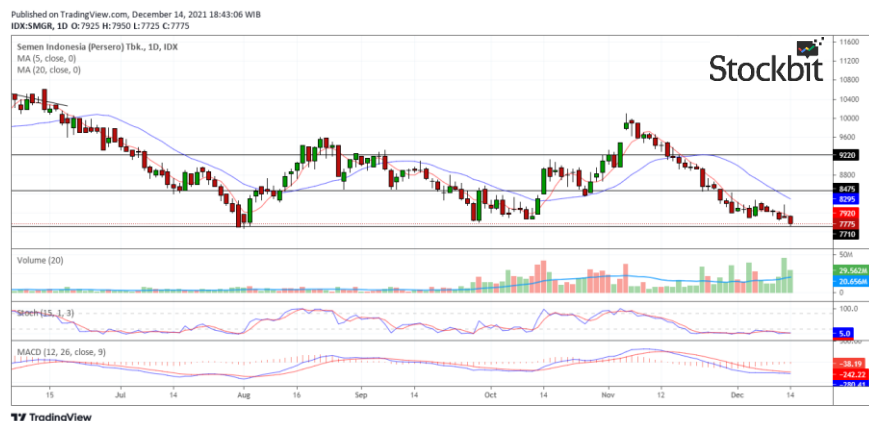 Published on TradingView.com, December 14, 2021 18:43:06 WIB
IDX:SMGR, 1D O:7925 H:7950 L:7725 C:7775
Semen Indonesia (Persero) Tbk., 1D, IDX
MA (5, close, 0)
MA (20, close, 0)
Stockbit
11600
11200
10800
10400
10000
9600
9220
8800
8475
8295
7920
7775
7710
Volume (20)
50M
29.562M
20.656M
0
Stoch (15, 1, 3)
100.0
5.0
MACD (12, 26, close, 9)
-38.19
-242.22
-280.41
15
Jul
14
Aug
16
Sep
14
Oct
14
Nov
12
Dec
14
TradingView